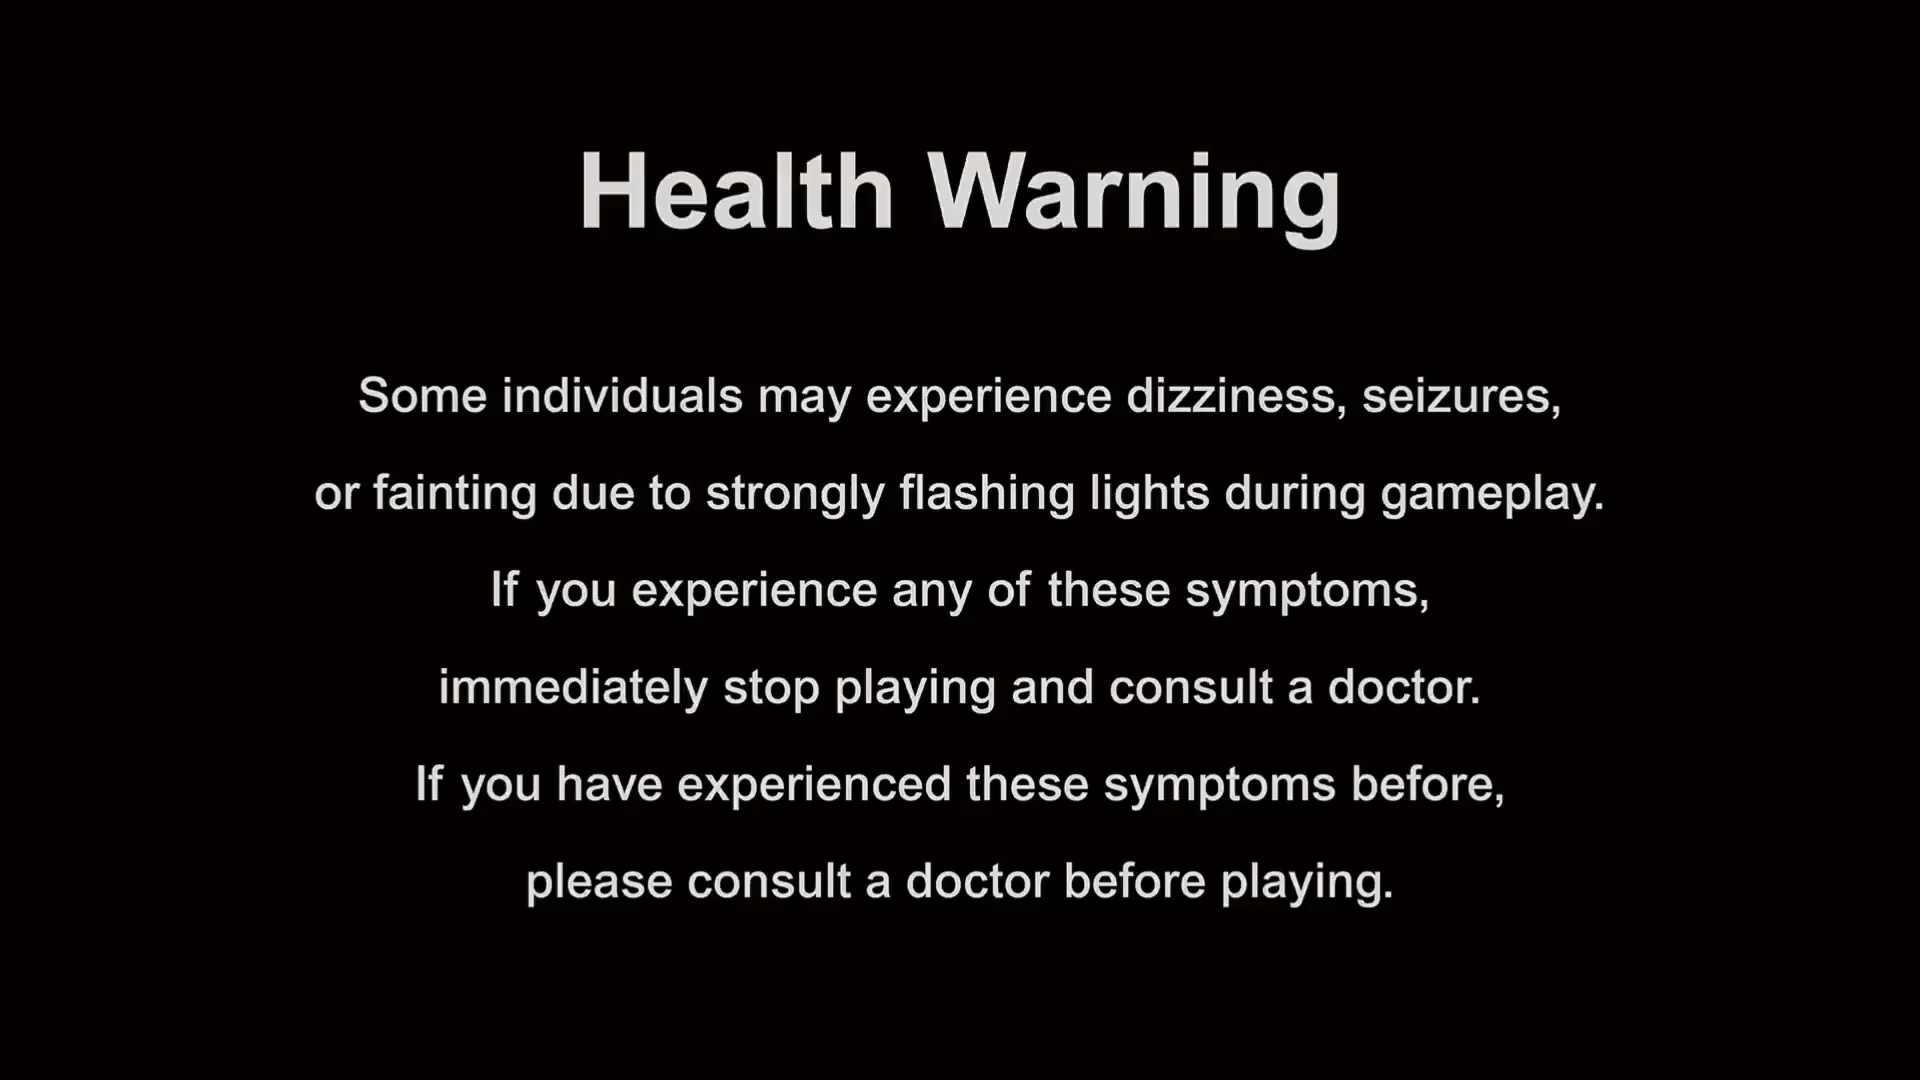 Health Warning
Some individuals may experience dizziness, seizures,
or fainting due to strongly flashing lights during gameplay.
If you experience any of these symptoms,
immediately stop playing and consult a doctor.
If you have experienced these symptoms before,
please consult a doctor before playing.